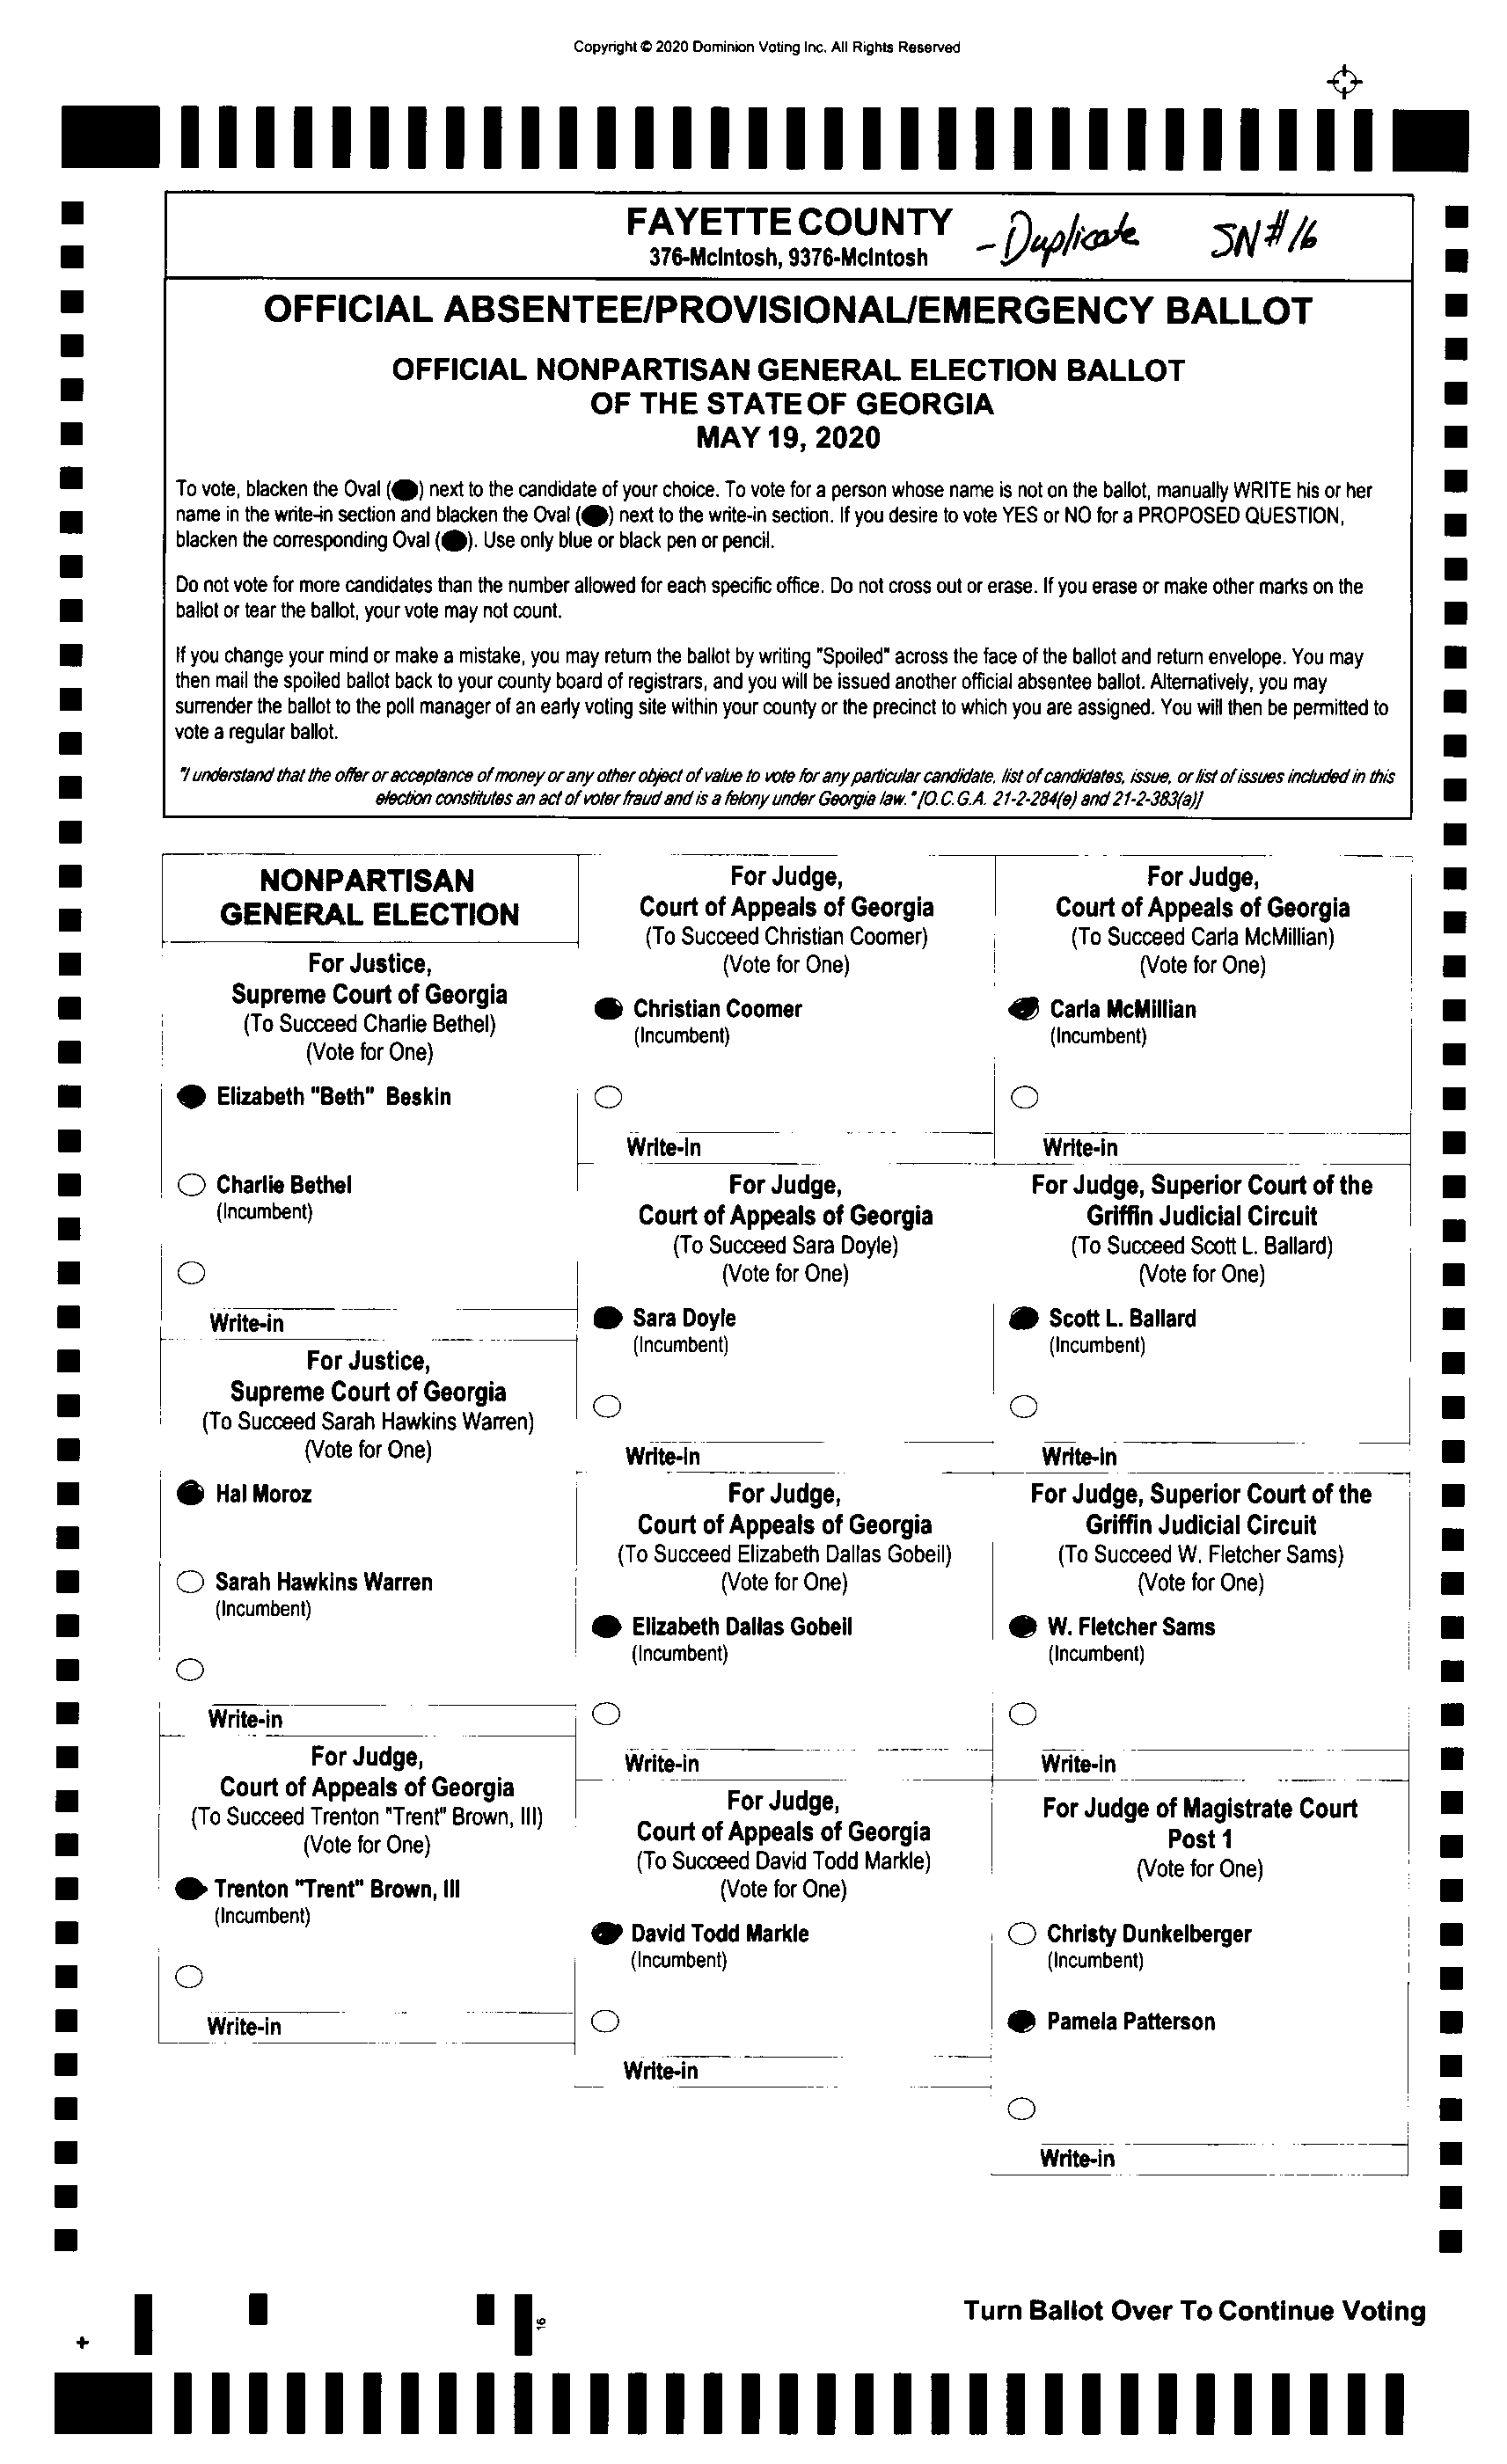 Copyright © 2020 Dominion Voting Inc. All Rights Reserved
FAYETTE COUNTY
376-McIntosh, 9376-McIntosh
- Duplicate SN#16
OFFICIAL ABSENTEE/PROVISIONAL/EMERGENCY BALLOT
OFFICIAL NONPARTISAN GENERAL ELECTION BALLOT
OF THE STATE OF GEORGIA
MAY 19, 2020
To vote, blacken the Oval (⬬) next to the candidate of your choice. To vote for a person whose name is not on the ballot, manually WRITE his or her
name in the write-in section and blacken the Oval (⬬) next to the write-in section. If you desire to vote YES or NO for a PROPOSED QUESTION,
blacken the corresponding Oval (⬬). Use only blue or black pen or pencil.
Do not vote for more candidates than the number allowed for each specific office. Do not cross out or erase. If you erase or make other marks on the
ballot or tear the ballot, your vote may not count.
If you change your mind or make a mistake, you may return the ballot by writing "Spoiled" across the face of the ballot and return envelope. You may
then mail the spoiled ballot back to your county board of registrars, and you will be issued another official absentee ballot. Alternatively, you may
surrender the ballot to the poll manager of an early voting site within your county or the precinct to which you are assigned. You will then be permitted to
vote a regular ballot.
"I understand that the offer or acceptance of money or any other object of value to vote for any particular candidate, list of candidates, issue, or list of issues included in this
election constitutes an act of voter fraud and is a felony under Georgia law." [O.C.G.A. 21-2-284(e) and 21-2-383(a)]
NONPARTISAN
GENERAL ELECTION
For Justice,
Supreme Court of Georgia
(To Succeed Charlie Bethel)
(Vote for One)
Elizabeth "Beth" Beskin
Charlie Bethel
(Incumbent)
Write-in
For Justice,
Supreme Court of Georgia
(To Succeed Sarah Hawkins Warren)
(Vote for One)
Hal Moroz
Sarah Hawkins Warren
(Incumbent)
Write-in
For Judge,
Court of Appeals of Georgia
(To Succeed Trenton "Trent" Brown, III)
(Vote for One)
Trenton "Trent" Brown, III
(Incumbent)
Write-in
For Judge,
Court of Appeals of Georgia
(To Succeed Christian Coomer)
(Vote for One)
Christian Coomer
(Incumbent)
Write-in
For Judge,
Court of Appeals of Georgia
(To Succeed Sara Doyle)
(Vote for One)
Sara Doyle
(Incumbent)
Write-in
For Judge,
Court of Appeals of Georgia
(To Succeed Elizabeth Dallas Gobeil)
(Vote for One)
Elizabeth Dallas Gobeil
(Incumbent)
Write-in
For Judge,
Court of Appeals of Georgia
(To Succeed David Todd Markle)
(Vote for One)
David Todd Markle
(Incumbent)
Write-in
For Judge,
Court of Appeals of Georgia
(To Succeed Carla McMillian)
(Vote for One)
Carla McMillian
(Incumbent)
Write-in
For Judge, Superior Court of the
Griffin Judicial Circuit
(To Succeed Scott L. Ballard)
(Vote for One)
Scott L. Ballard
(Incumbent)
Write-in
For Judge, Superior Court of the
Griffin Judicial Circuit
(To Succeed W. Fletcher Sams)
(Vote for One)
W. Fletcher Sams
(Incumbent)
Write-in
For Judge of Magistrate Court
Post 1
(Vote for One)
Christy Dunkelberger
(Incumbent)
Pamela Patterson
Write-in
16
Turn Ballot Over To Continue Voting